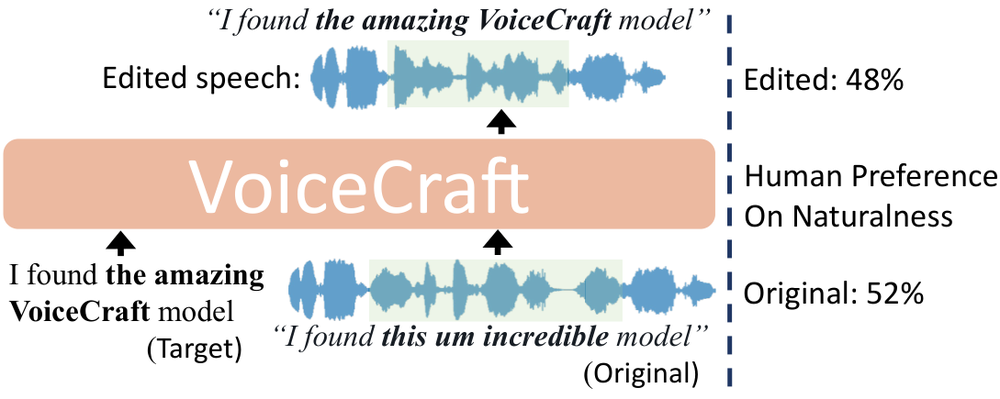 “I found the amazing VoiceCraft model”
Edited speech:
VoiceCraft
I found the amazing
VoiceCraft model
(Target)
“I found this um incredible model”
(Original)
Edited: 48%
Human Preference
On Naturalness
Original: 52%